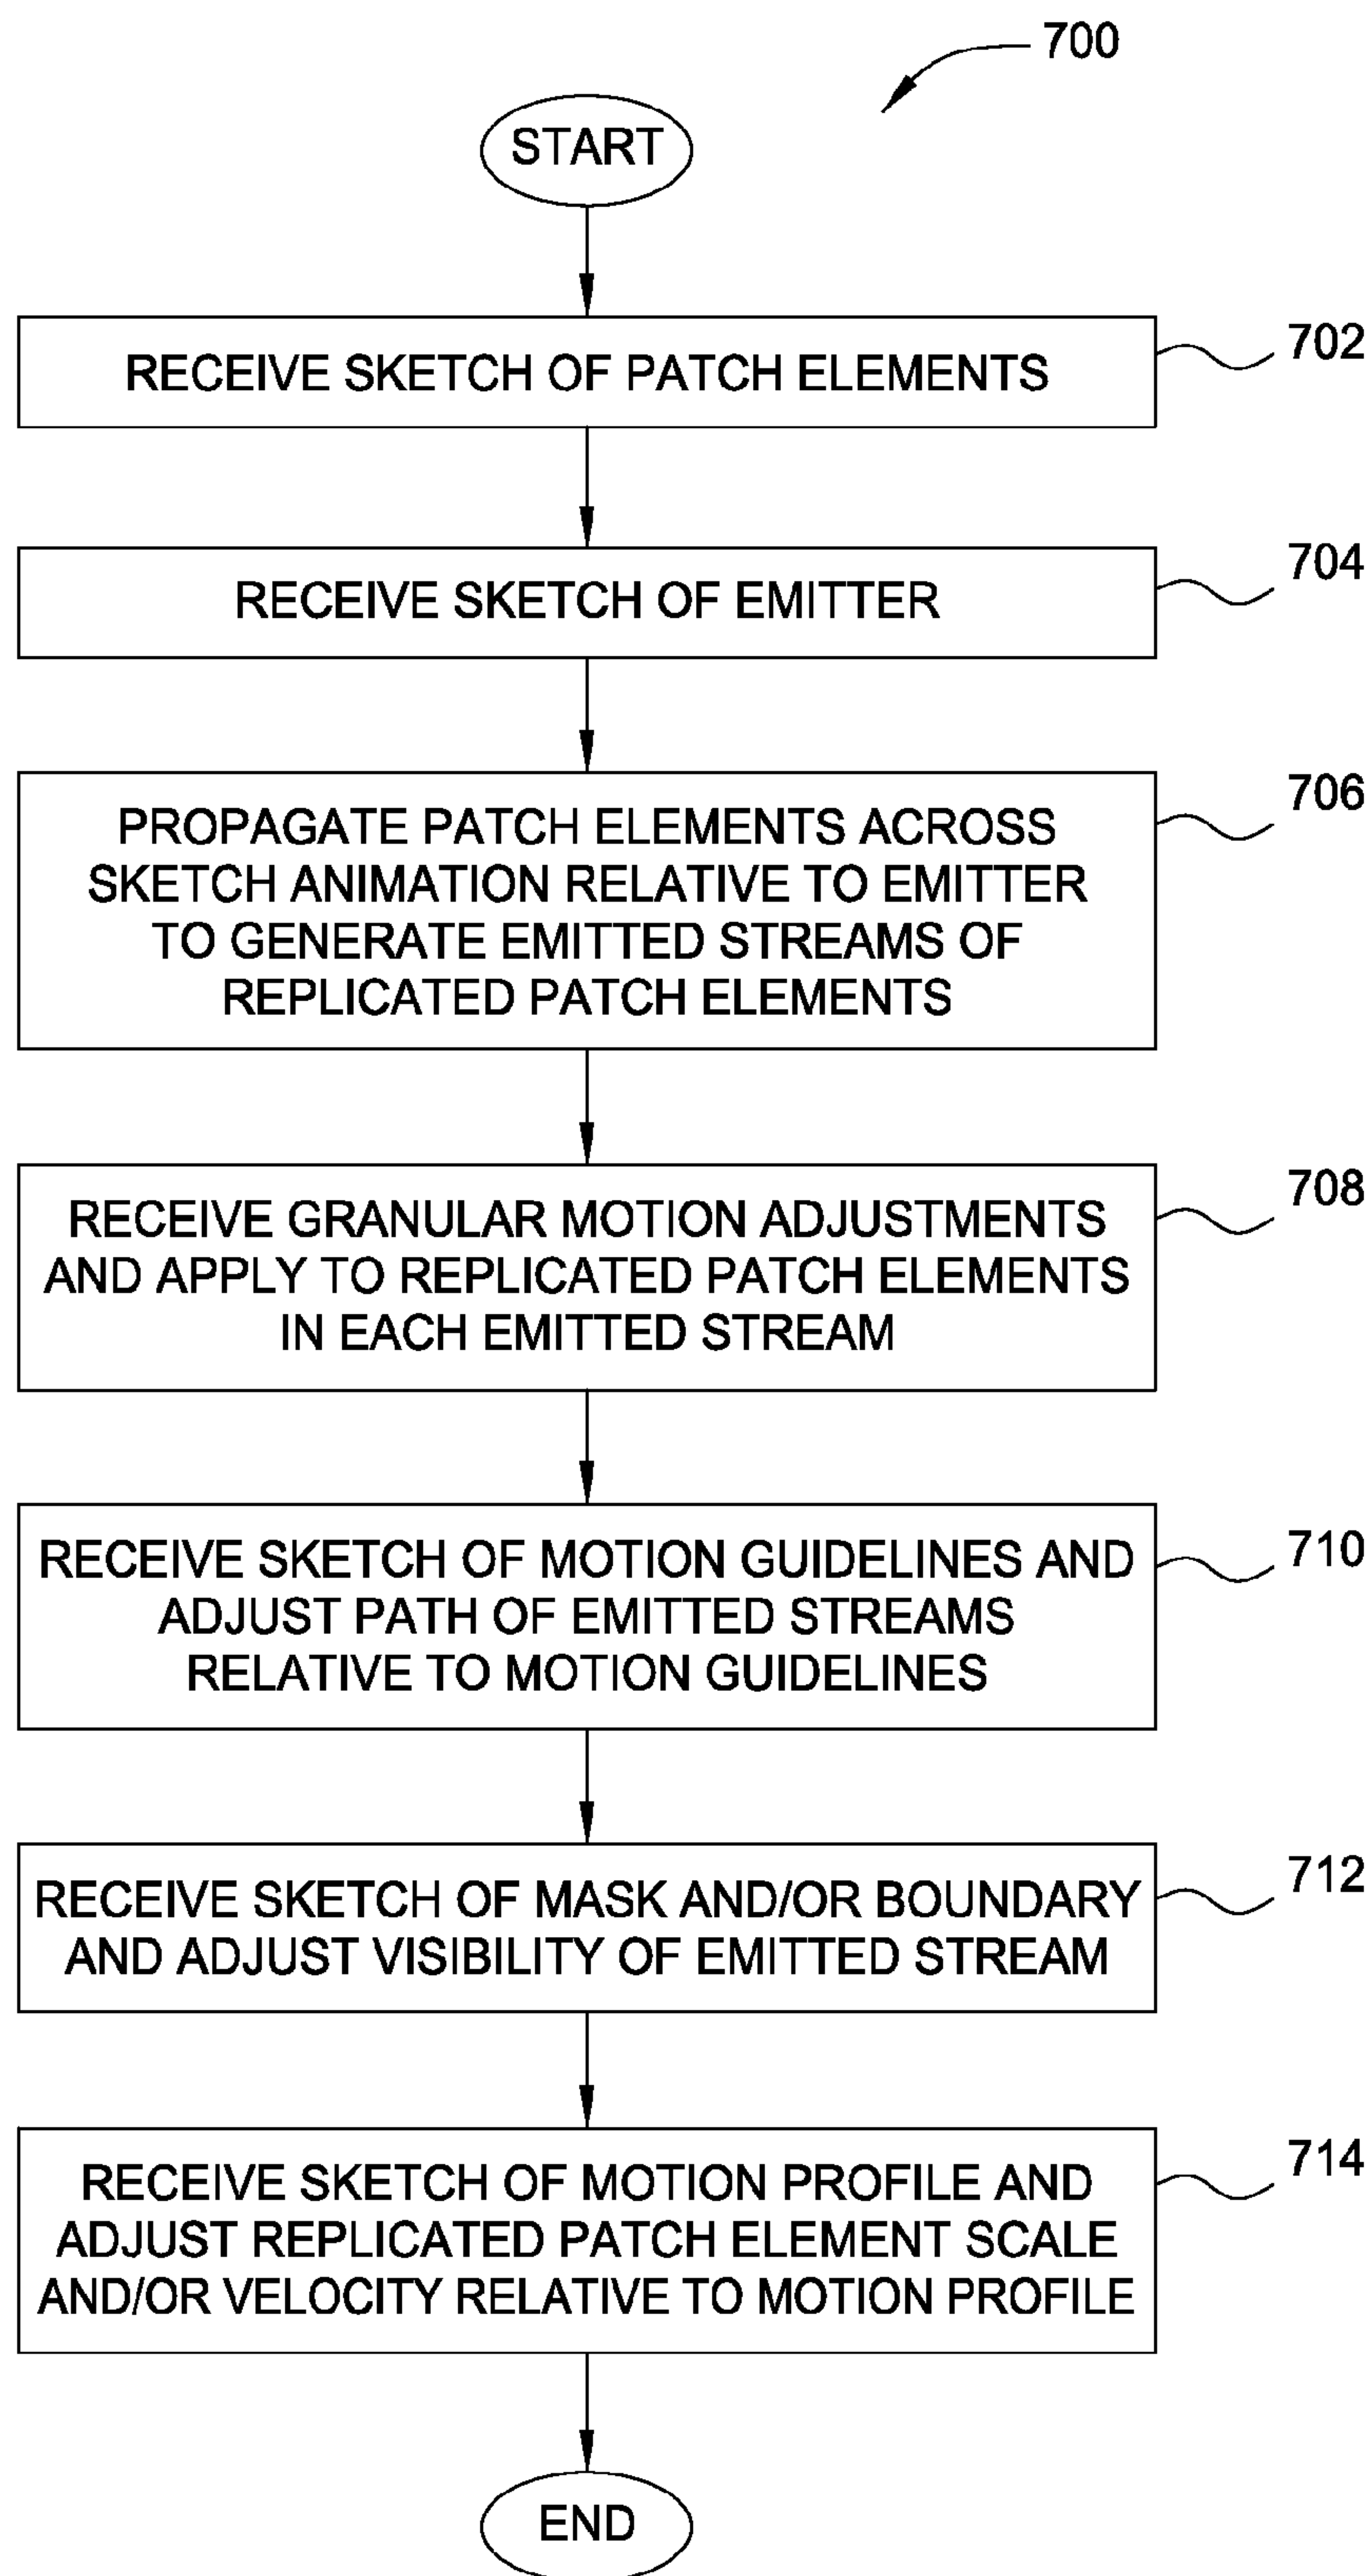 700
START
RECEIVE SKETCH OF PATCH ELEMENTS
702
RECEIVE SKETCH OF EMITTER
704
PROPAGATE PATCH ELEMENTS ACROSS
SKETCH ANIMATION RELATIVE TO EMITTER
TO GENERATE EMITTED STREAMS OF
REPLICATED PATCH ELEMENTS
706
RECEIVE GRANULAR MOTION ADJUSTMENTS
AND APPLY TO REPLICATED PATCH ELEMENTS
IN EACH EMITTED STREAM
708
RECEIVE SKETCH OF MOTION GUIDELINES AND
ADJUST PATH OF EMITTED STREAMS
RELATIVE TO MOTION GUIDELINES
710
RECEIVE SKETCH OF MASK AND/OR BOUNDARY
AND ADJUST VISIBILITY OF EMITTED STREAM
712
RECEIVE SKETCH OF MOTION PROFILE AND
ADJUST REPLICATED PATCH ELEMENT SCALE
AND/OR VELOCITY RELATIVE TO MOTION PROFILE
714
END